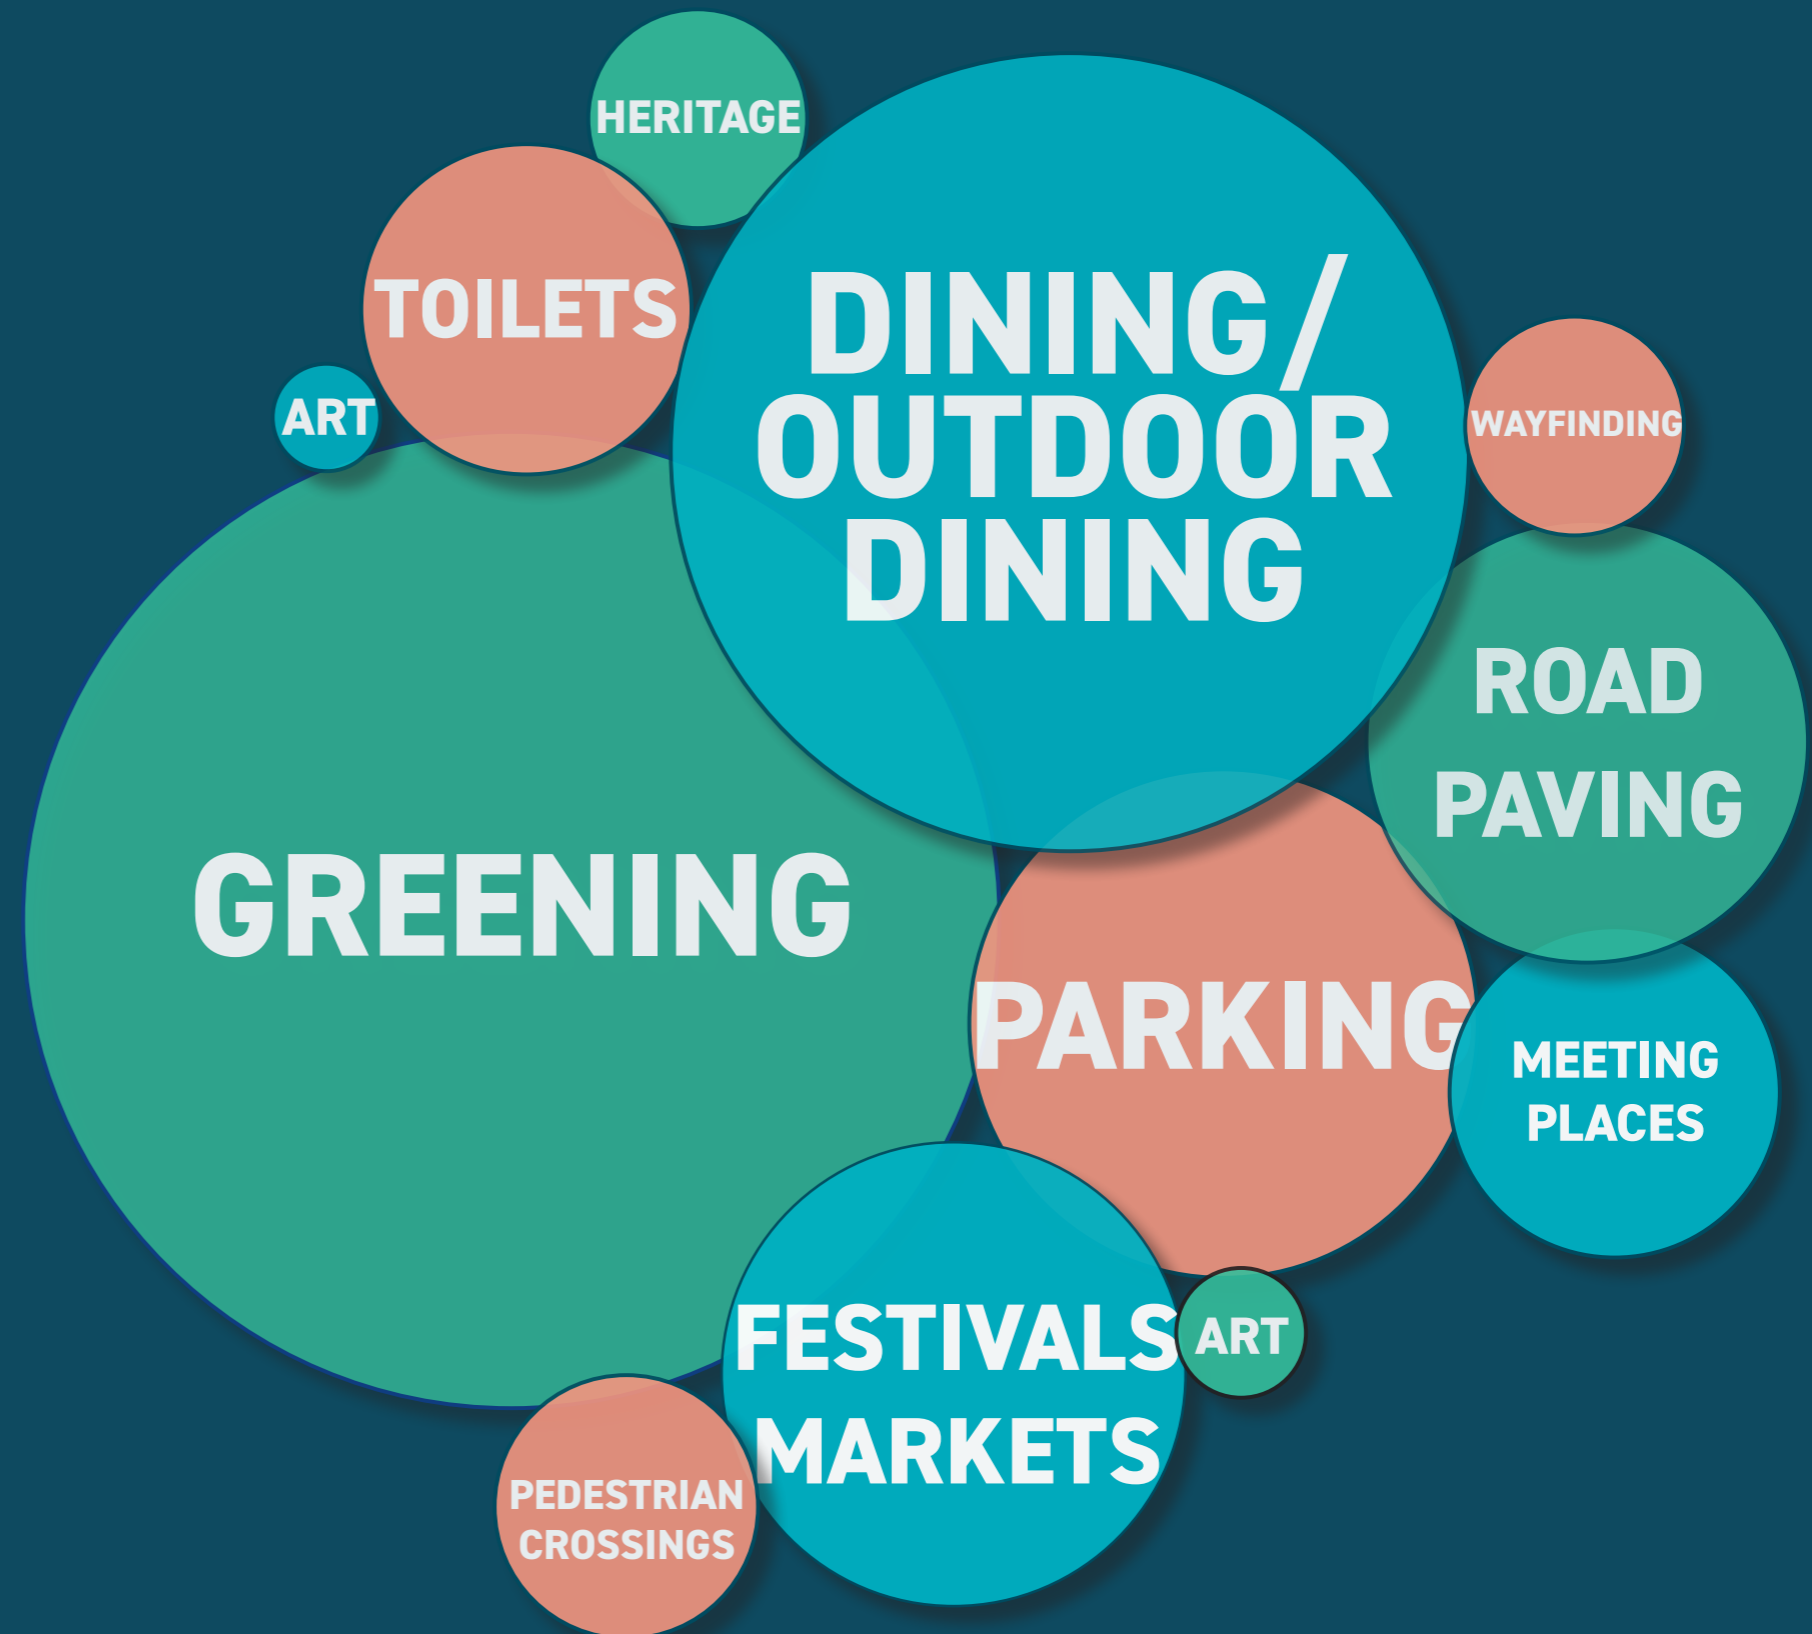 HERITAGE
TOILETS
ART
DINING/
OUTDOOR
DINING
WAYFINDING
ROAD
PAVING
GREENING
PARKING
MEETING
PLACES
FESTIVALS
MARKETS
ART
PEDESTRIAN
CROSSINGS